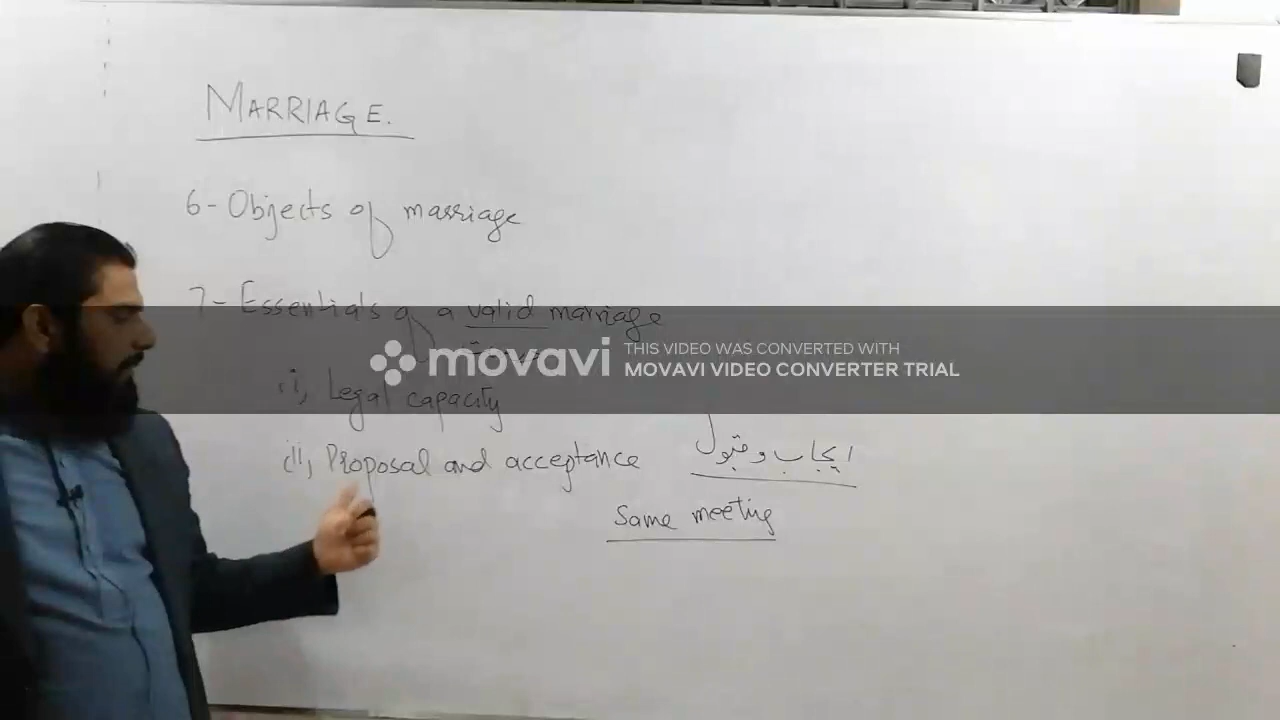 MARRIAGE.
6- Objects of marriage
7- Essentials of a valid marriage
movavi THIS VIDEO WAS CONVERTED WITH
MOVAVI VIDEO CONVERTER TRIAL
(i) Legal capacity
(ii) Proposal and acceptance ایجاب و قبول
Same meeting